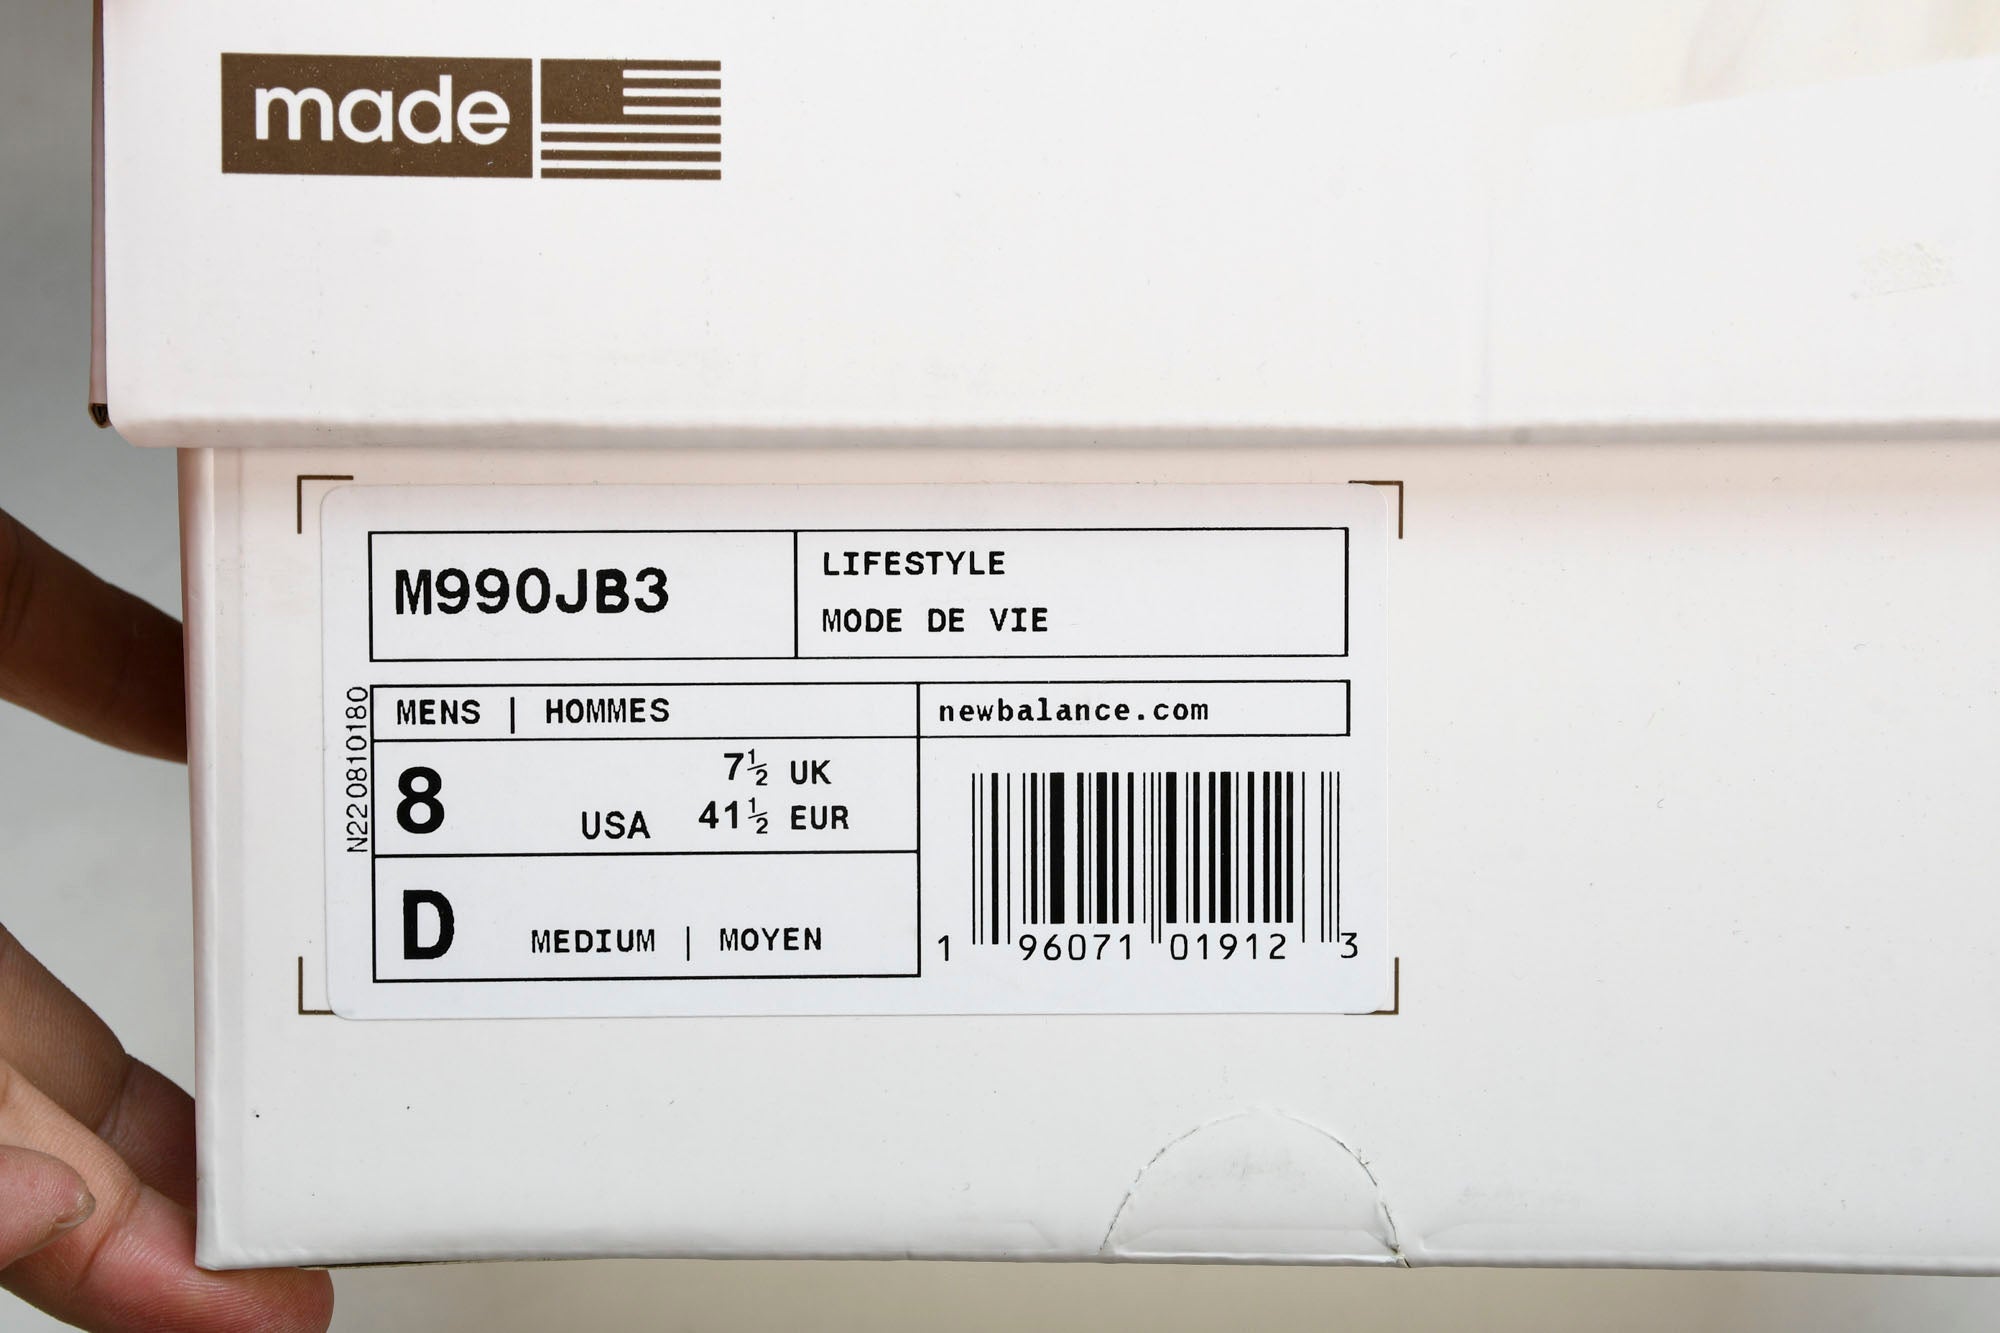 made
M990JB3
LIFESTYLE
MODE DE VIE
N220810180
MENS | HOMMES
newbalance.com
8 USA 7½ UK
41½ EUR
D MEDIUM | MOYEN
1 96071 01912 3